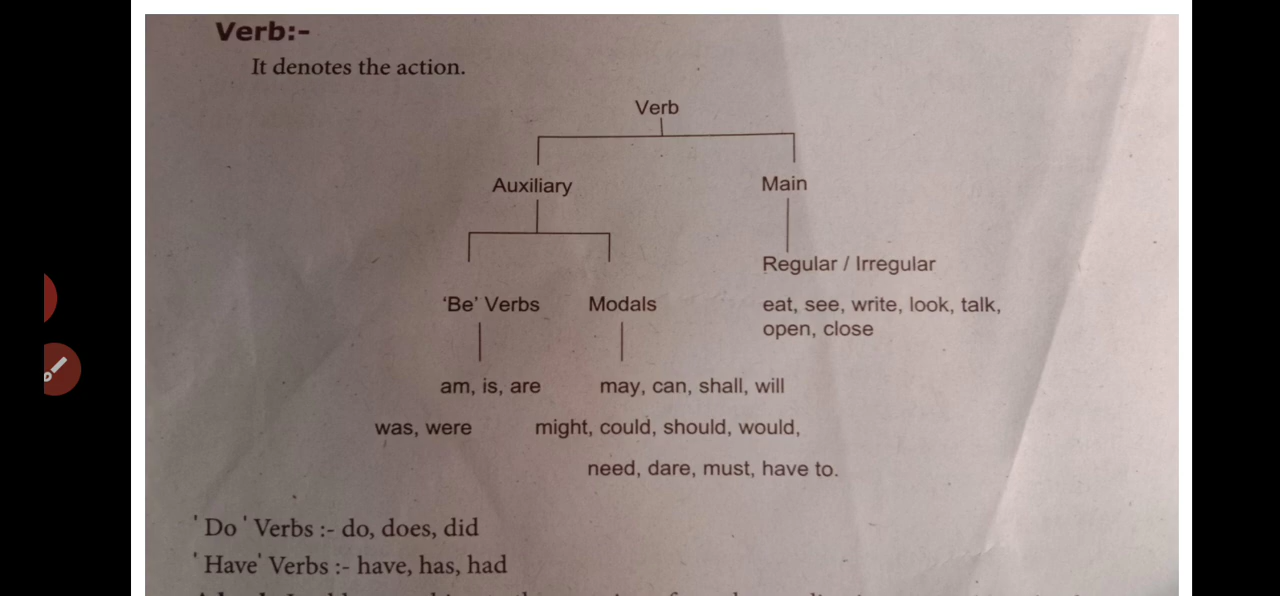 Verb:-
It denotes the action.
Verb
Auxiliary Main
Regular / Irregular
'Be' Verbs Modals eat, see, write, look, talk,
open, close
am, is, are may, can, shall, will
was, were might, could, should, would,
need, dare, must, have to.
'Do' Verbs :- do, does, did
'Have' Verbs :- have, has, had